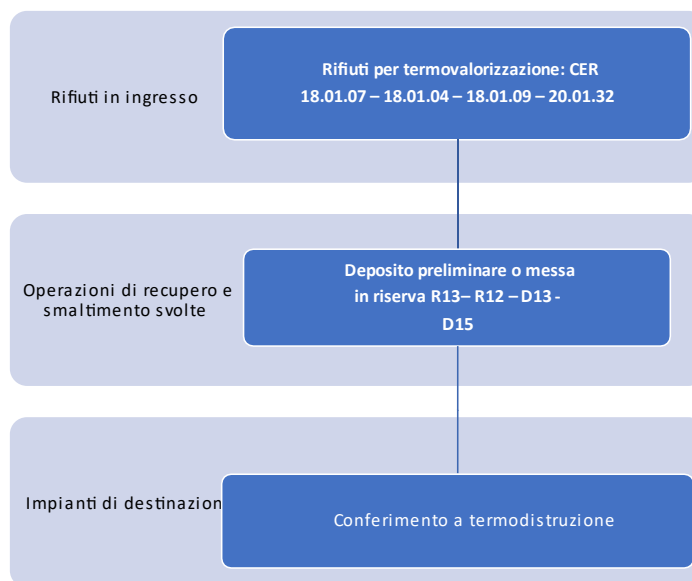 Rifiuti in ingresso
Rifiuti per termovalorizzazione: CER
18.01.07 – 18.01.04 – 18.01.09 – 20.01.32
Operazioni di recupero e
smaltimento svolte
Deposito preliminare o messa
in riserva R13– R12 – D13 -
D15
Impianti di destinazion
Conferimento a termodistruzione